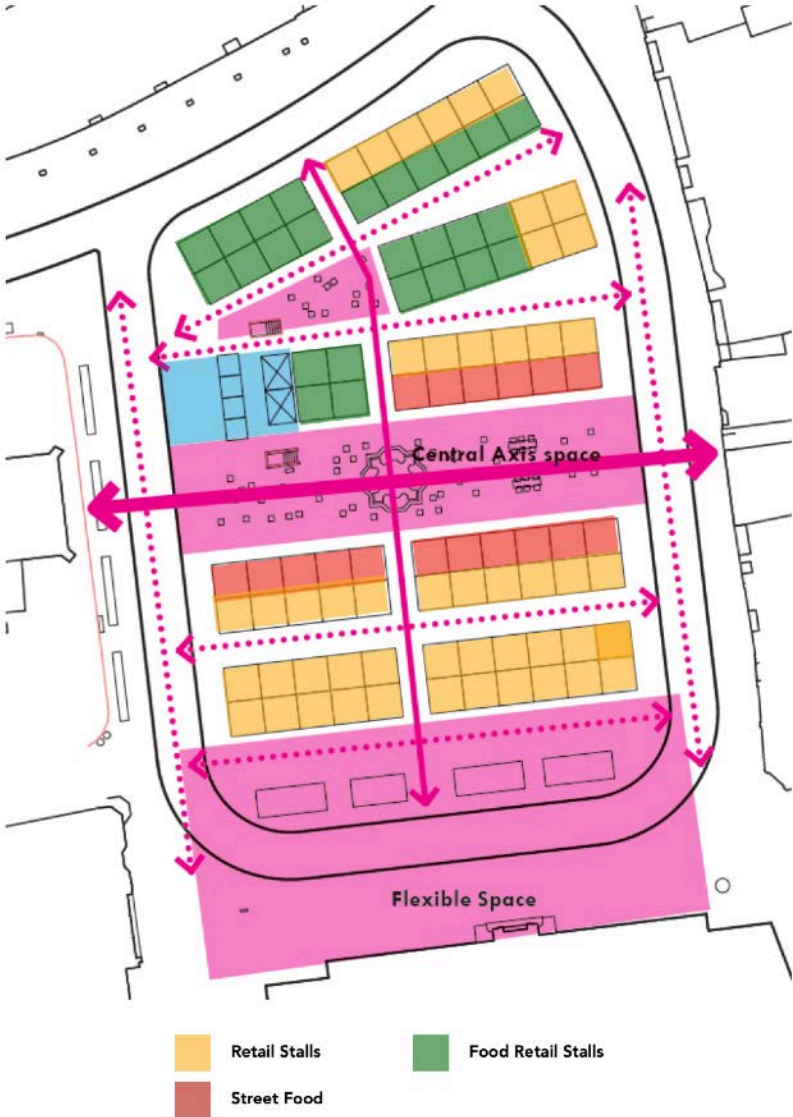 Central Axis space
Flexible Space
Retail Stalls
Food Retail Stalls
Street Food